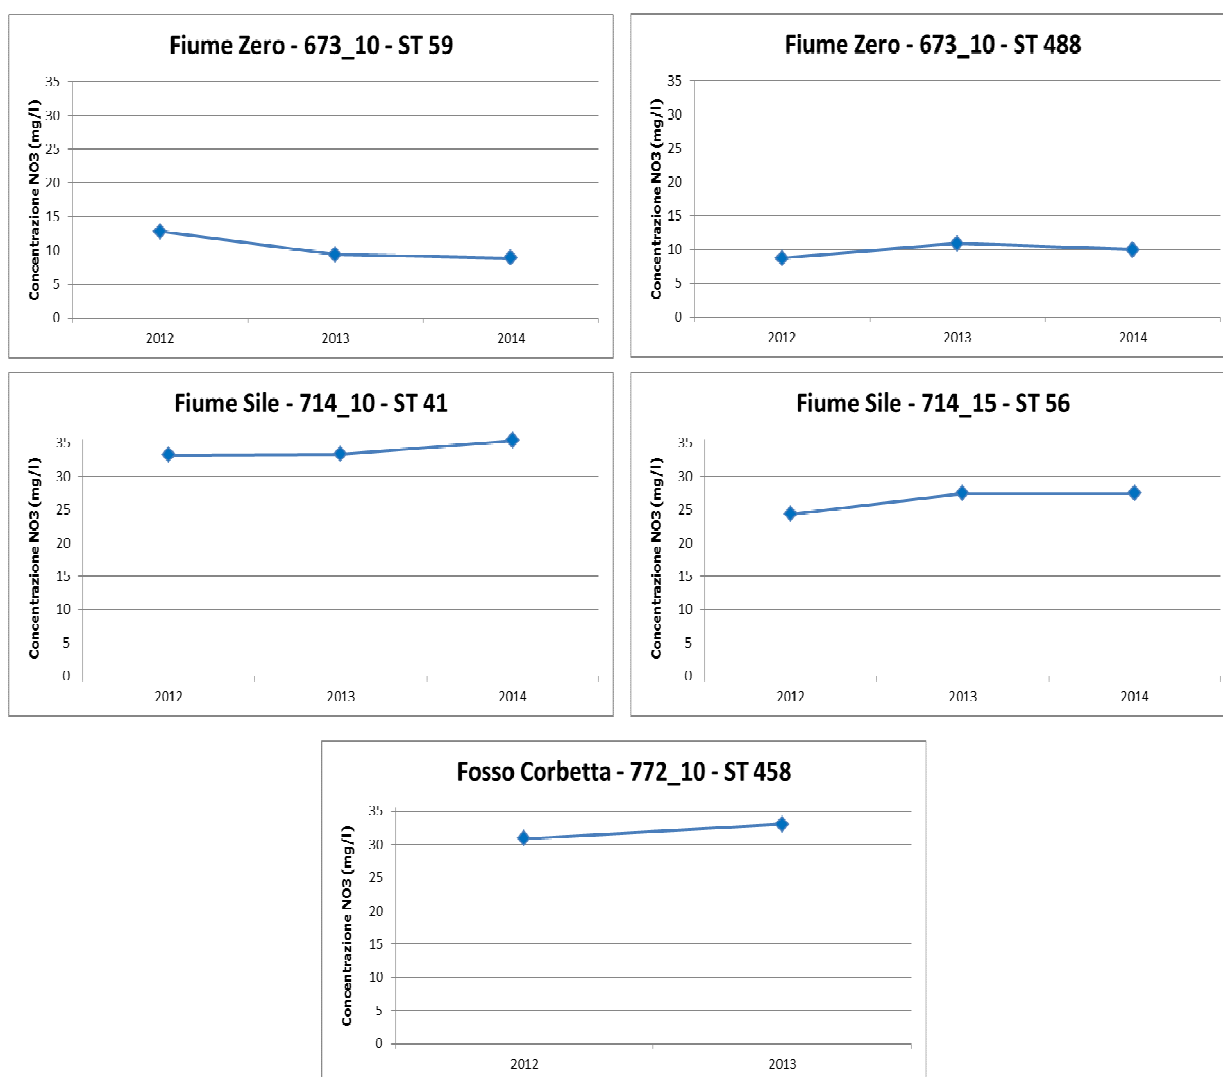 Fiume Zero - 673_10 - ST 59
Concentrazione NO3 (mg/l)
35
30
25
20
15
10
5
0
2012 2013 2014
Fiume Zero - 673_10 - ST 488
Concentrazione NO3 (mg/l)
35
30
25
20
15
10
5
0
2012 2013 2014
Fiume Sile - 714_10 - ST 41
Concentrazione NO3 (mg/l)
35
30
25
20
15
10
5
0
2012 2013 2014
Fiume Sile - 714_15 - ST 56
Concentrazione NO3 (mg/l)
35
30
25
20
15
10
5
0
2012 2013 2014
Fosso Corbetta - 772_10 - ST 458
Concentrazione NO3 (mg/l)
35
30
25
20
15
10
5
0
2012 2013